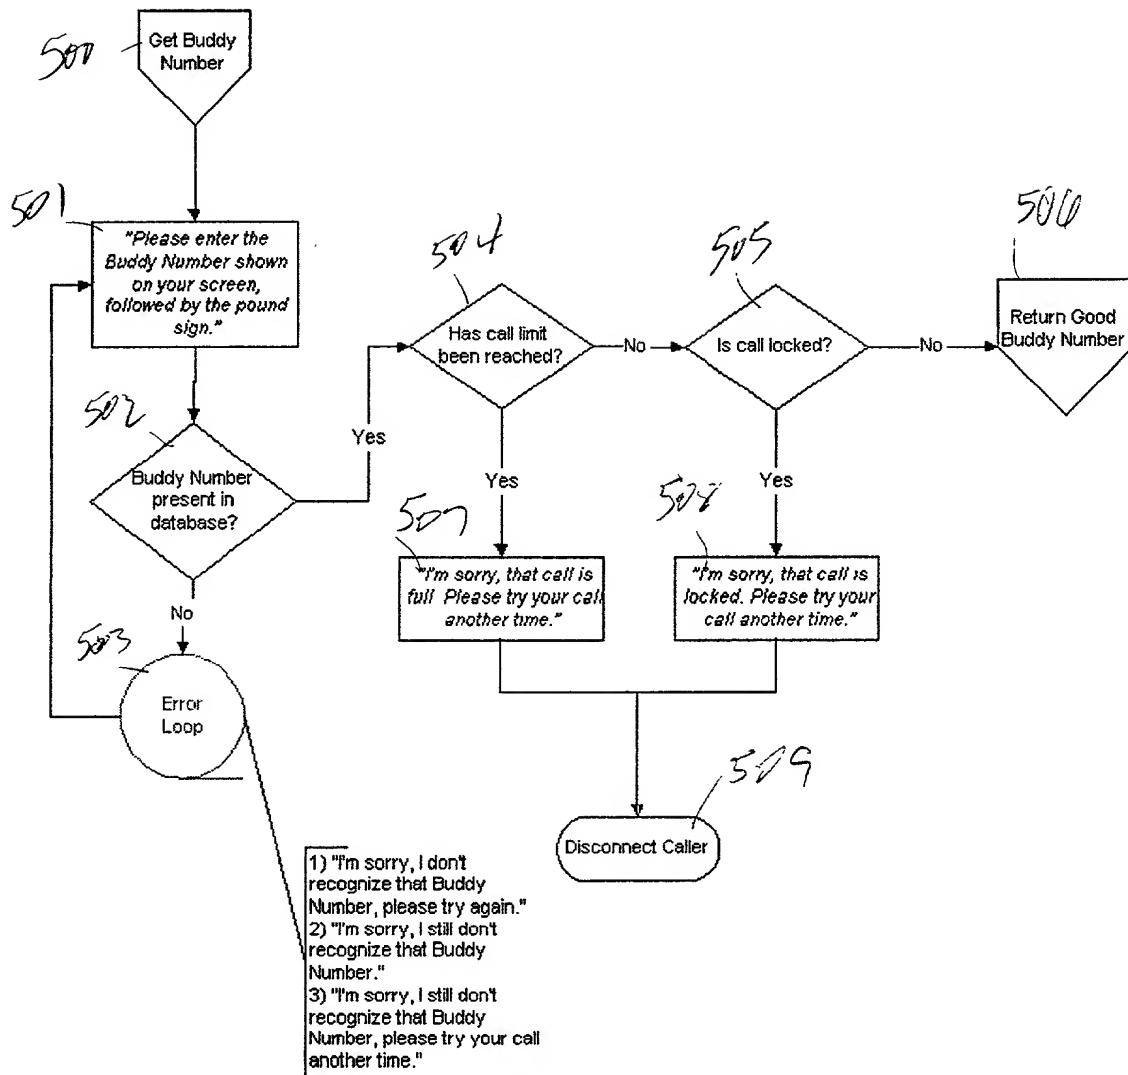 500
Get Buddy
Number
501
"Please enter the
Buddy Number shown
on your screen,
followed by the pound
sign."
502
Buddy Number
present in
database?
Yes
No
503
Error
Loop
504
Has call limit
been reached?
No
505
Is call locked?
No
506
Return Good
Buddy Number
Yes
Yes
507
"I'm sorry, that call is
full Please try your call
another time."
508
"I'm sorry, that call is
locked. Please try your
call another time."
509
Disconnect Caller
1) "I'm sorry, I don't
recognize that Buddy
Number, please try again."
2) "I'm sorry, I still don't
recognize that Buddy
Number."
3) "I'm sorry, I still don't
recognize that Buddy
Number, please try your call
another time."